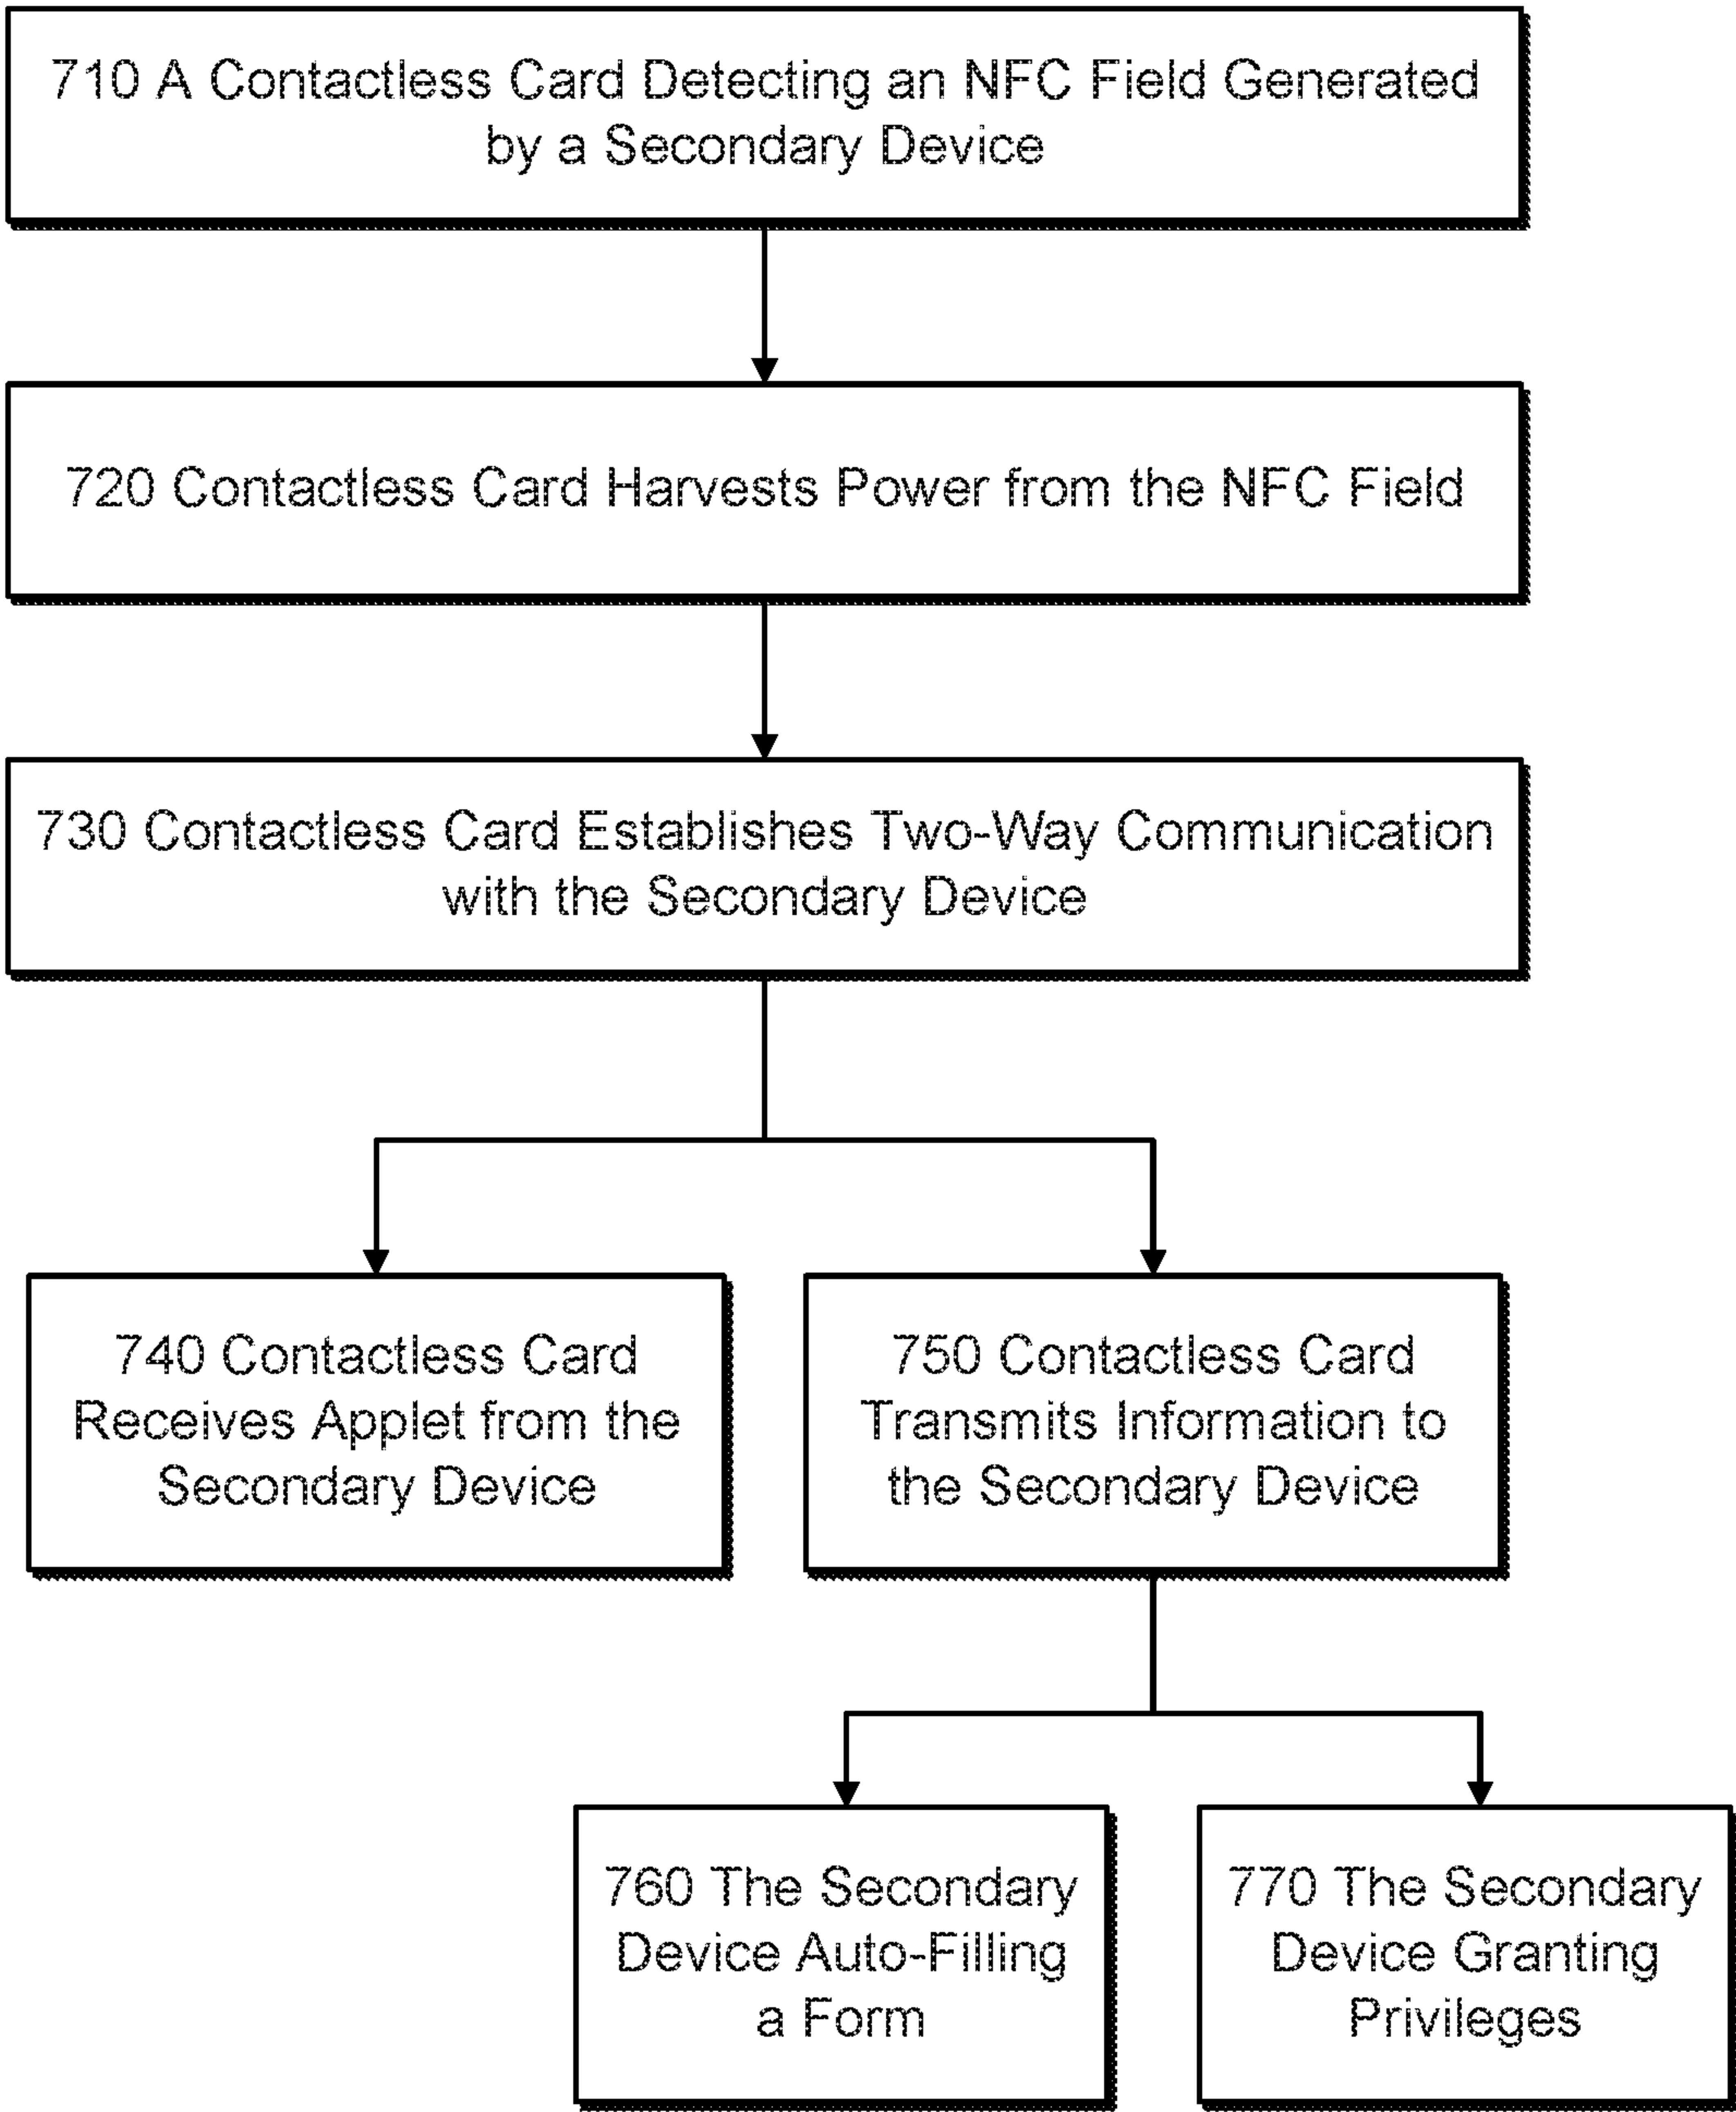 710 A Contactless Card Detecting an NFC Field Generated
by a Secondary Device
720 Contactless Card Harvests Power from the NFC Field
730 Contactless Card Establishes Two-Way Communication
with the Secondary Device
740 Contactless Card
Receives Applet from the
Secondary Device
750 Contactless Card
Transmits Information to
the Secondary Device
760 The Secondary
Device Auto-Filling
a Form
770 The Secondary
Device Granting
Privileges